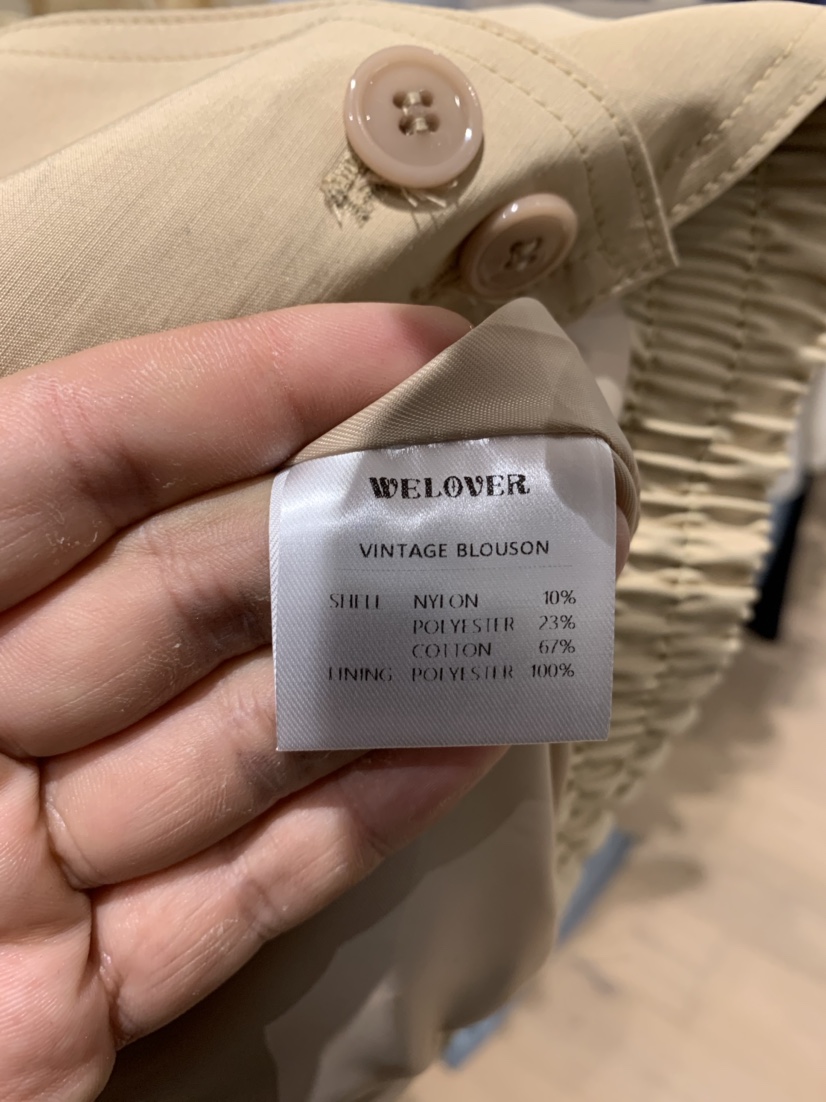 WELOVER
VINTAGE BLOUSON
SHELL NYLON 10%
POLYESTER 23%
COTTON 67%
LINING POLYESTER 100%